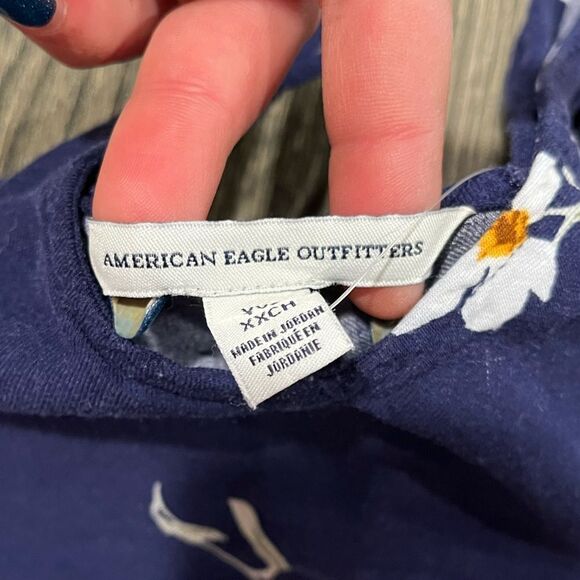 AMERICAN EAGLE OUTFITTERS
XXCH
MADE IN JORDAN
FABRIQUÉ EN
JORDANIE